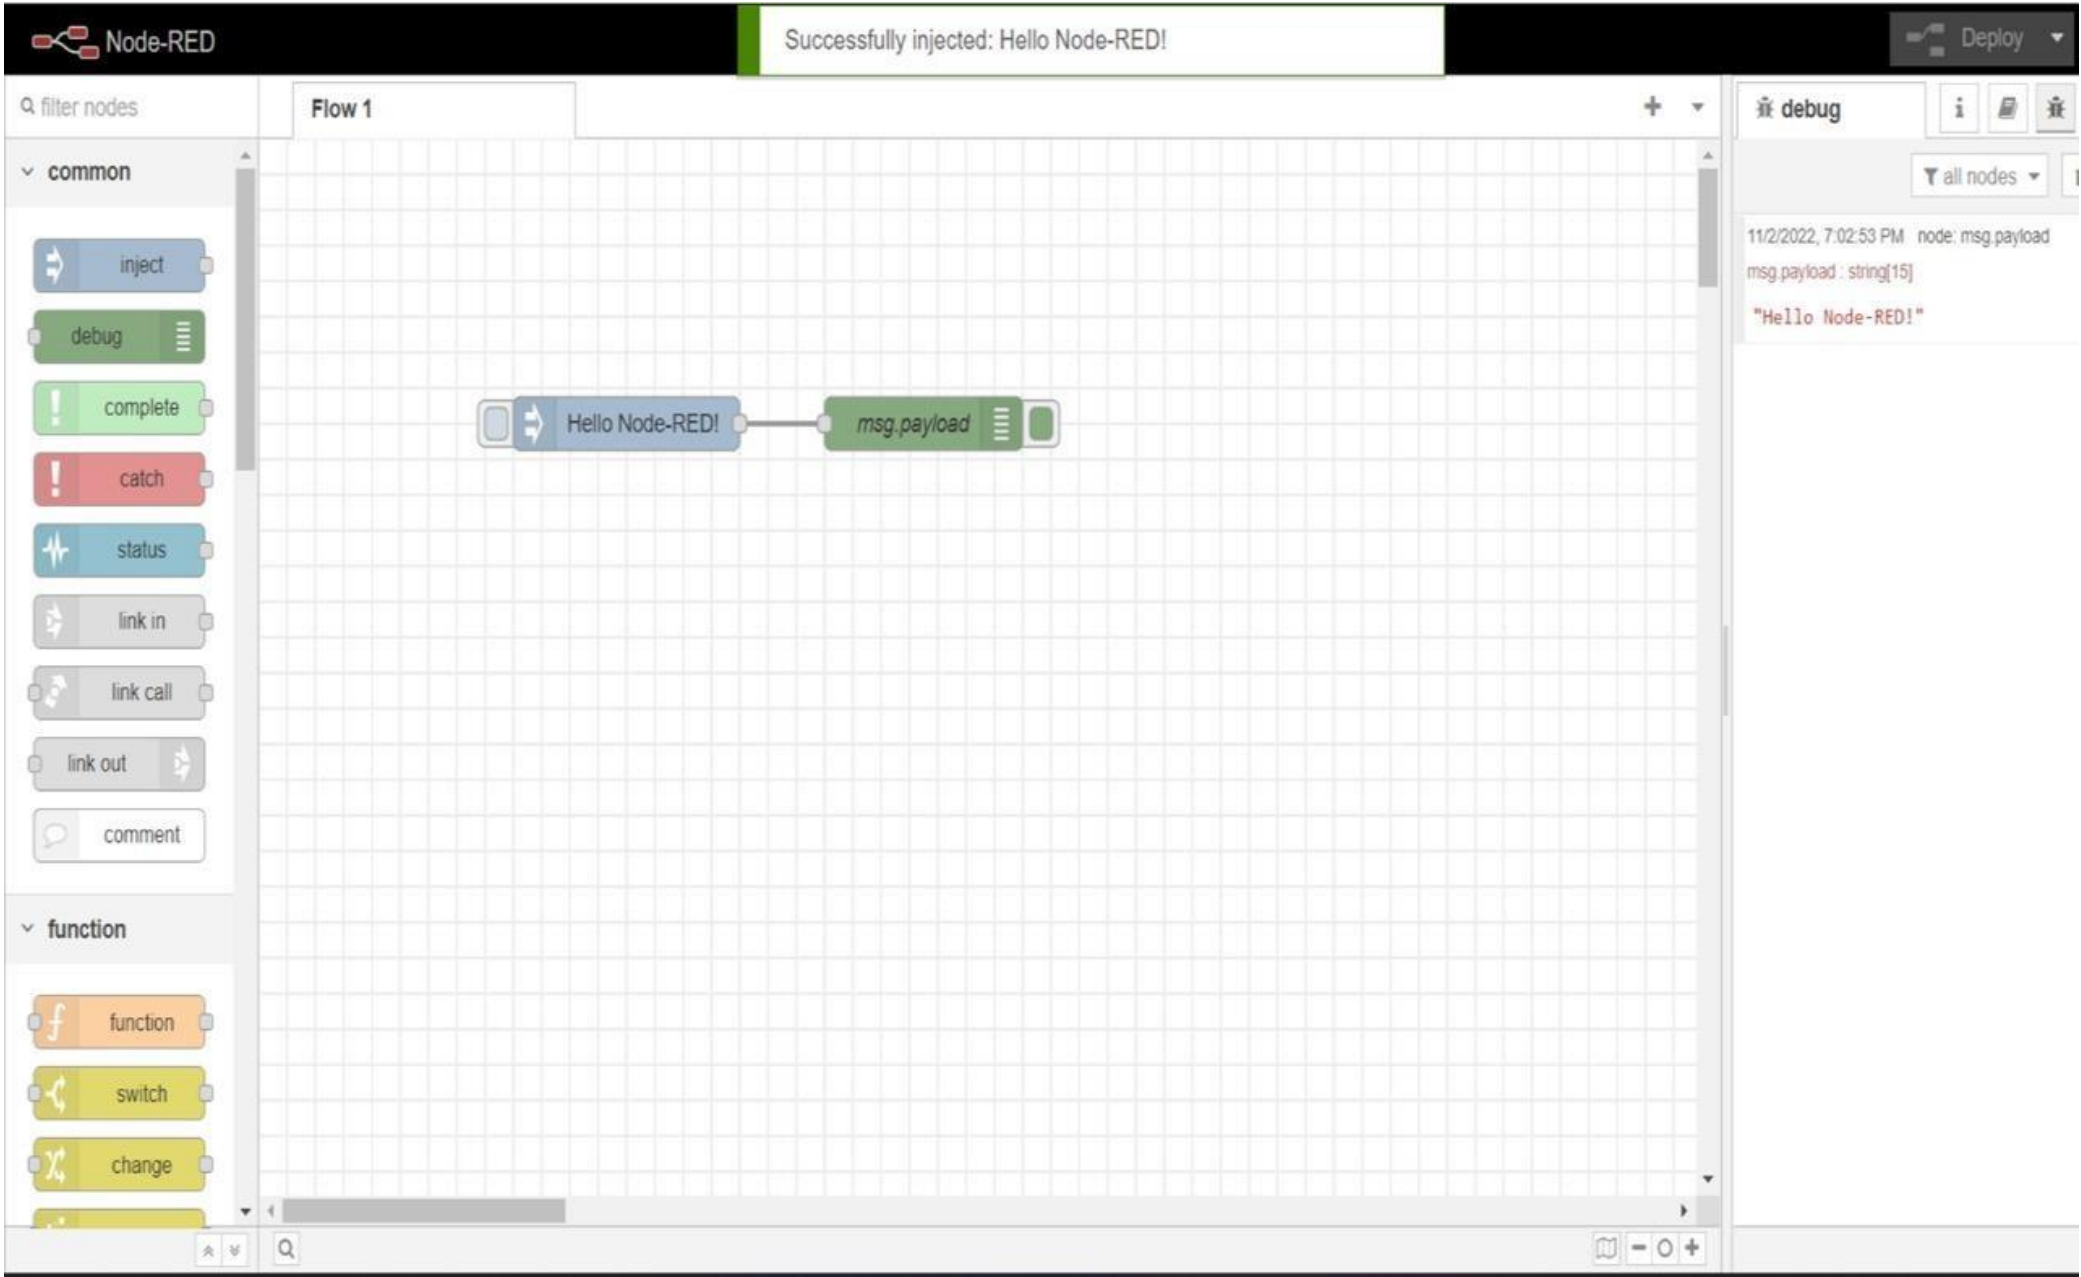 Node-RED
Successfully injected: Hello Node-RED!
Deploy
filter nodes
Flow 1
debug
common
all nodes
inject
debug
complete
catch
status
link in
link call
link out
comment
function
function
switch
change
Hello Node-RED!
msg.payload
11/2/2022, 7:02:53 PM node: msg.payload
msg.payload : string[15]
"Hello Node-RED!"